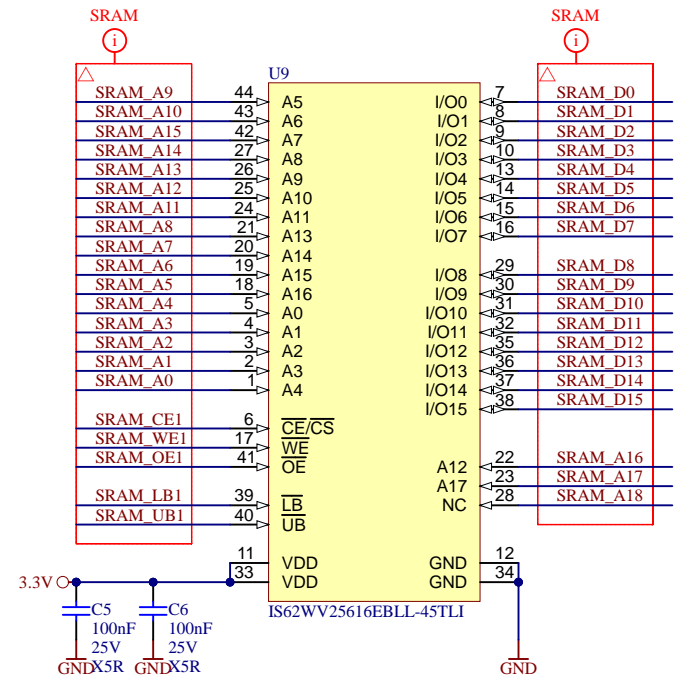 SRAM SRAM
i i
U9
SRAM_A9 44 A5 I/O0 7 SRAM_D0
SRAM_A10 43 A6 I/O1 8 SRAM_D1
SRAM_A15 42 A7 I/O2 9 SRAM_D2
SRAM_A14 27 A8 I/O3 10 SRAM_D3
SRAM_A13 26 A9 I/O4 13 SRAM_D4
SRAM_A12 25 A10 I/O5 14 SRAM_D5
SRAM_A11 24 A11 I/O6 15 SRAM_D6
SRAM_A8 21 A13 I/O7 16 SRAM_D7
SRAM_A7 20 A14
SRAM_A6 19 A15 I/O8 29 SRAM_D8
SRAM_A5 18 A16 I/O9 30 SRAM_D9
SRAM_A4 5 A0 I/O10 31 SRAM_D10
SRAM_A3 4 A1 I/O11 32 SRAM_D11
SRAM_A2 3 A2 I/O12 35 SRAM_D12
SRAM_A1 2 A3 I/O13 36 SRAM_D13
SRAM_A0 1 A4 I/O14 37 SRAM_D14
I/O15 38 SRAM_D15
SRAM_CE1 6 CE/CS
SRAM_WE1 17 WE
SRAM_OE1 41 OE A12 22 SRAM_A16
A17 23 SRAM_A17
SRAM_LB1 39 LB NC 28 SRAM_A18
SRAM_UB1 40 UB
11 VDD GND 12
3.3V 33 VDD GND 34
IS62WV25616EBLL-45TLI
C5 C6
100nF 100nF
25V 25V
X5R X5R
GND GND GND